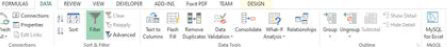 FORMULAS DATA REVIEW VIEW DEVELOPER ADD-INS Foxit PDF TEAM DESIGN
Connections Clear
Properties Reapply Show Detail
Edit Links Sort Filter Advanced Text to Flash Remove Data Consolidate What-If Relationships Group Ungroup Subtotal Hide Detail
Columns Fill Duplicates Validation Analysis
Connections Sort & Filter Data Tools Outline